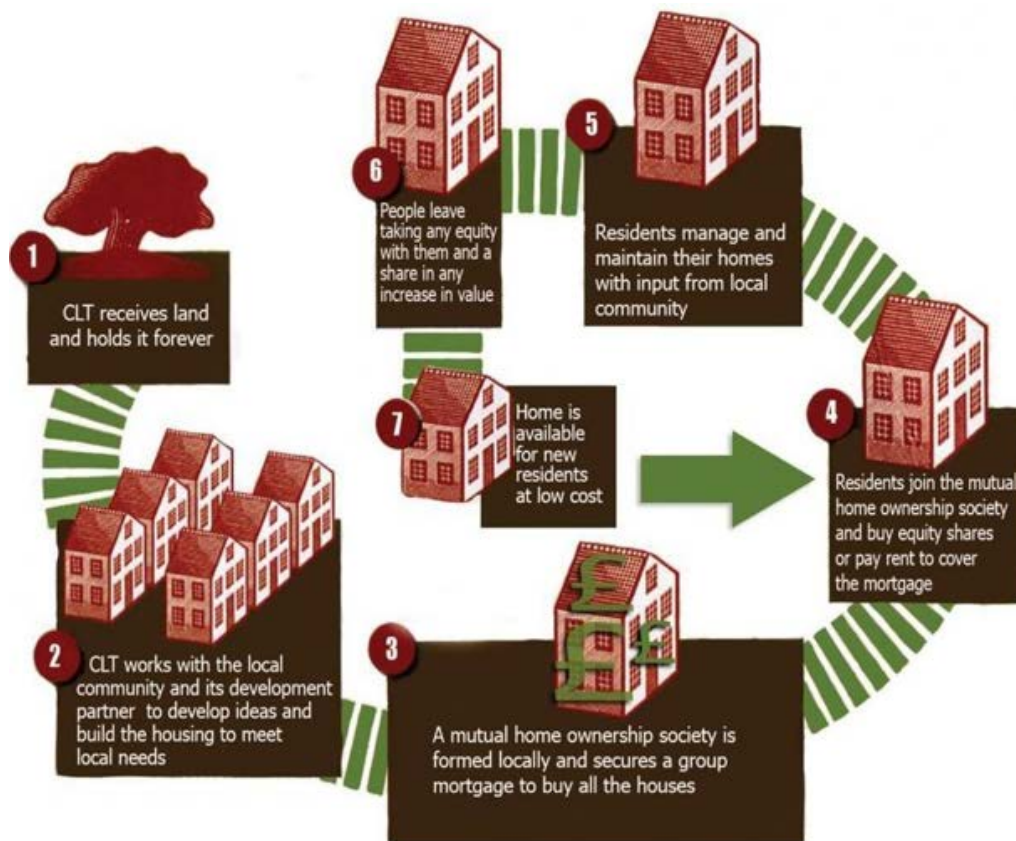 1
CLT receives land
and holds it forever
2
CLT works with the local
community and its development
partner to develop ideas and
build the housing to meet
local needs
3
£
£ £
A mutual home ownership society is
formed locally and secures a group
mortgage to buy all the houses
4
Residents join the mutual
home ownership society
and buy equity shares
or pay rent to cover
the mortgage
5
Residents manage and
maintain their homes
with input from local
community
6
People leave
taking any equity
with them and a
share in any
increase in value
7
Home is
available
for new
residents
at low cost